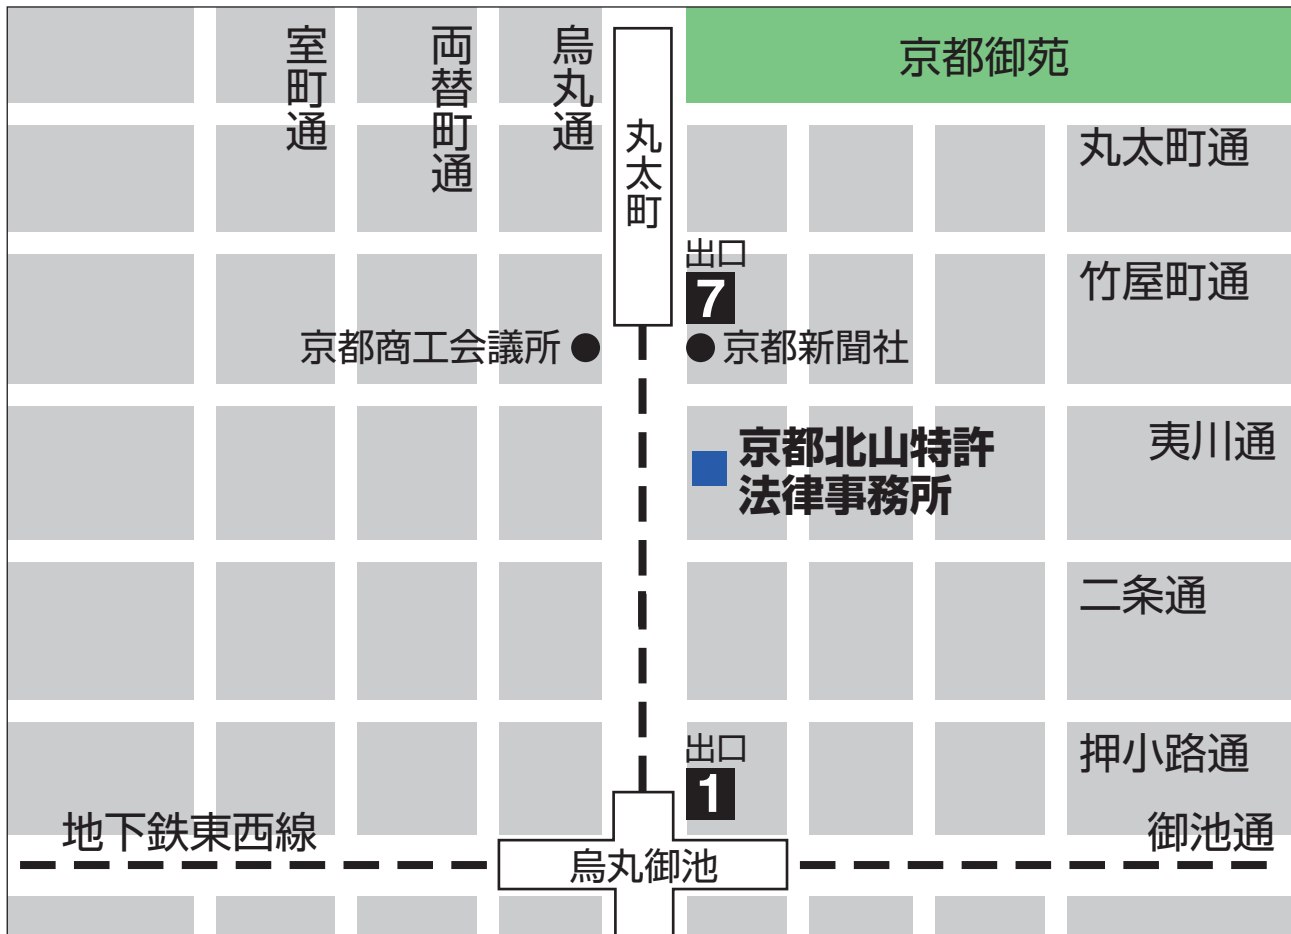 室町通
両替町通
烏丸通
京都御苑
丸太町
丸太町通
出口
7
竹屋町通
京都商工会議所
京都新聞社
夷川通
京都北山特許
法律事務所
二条通
出口
1
押小路通
地下鉄東西線
御池通
烏丸御池